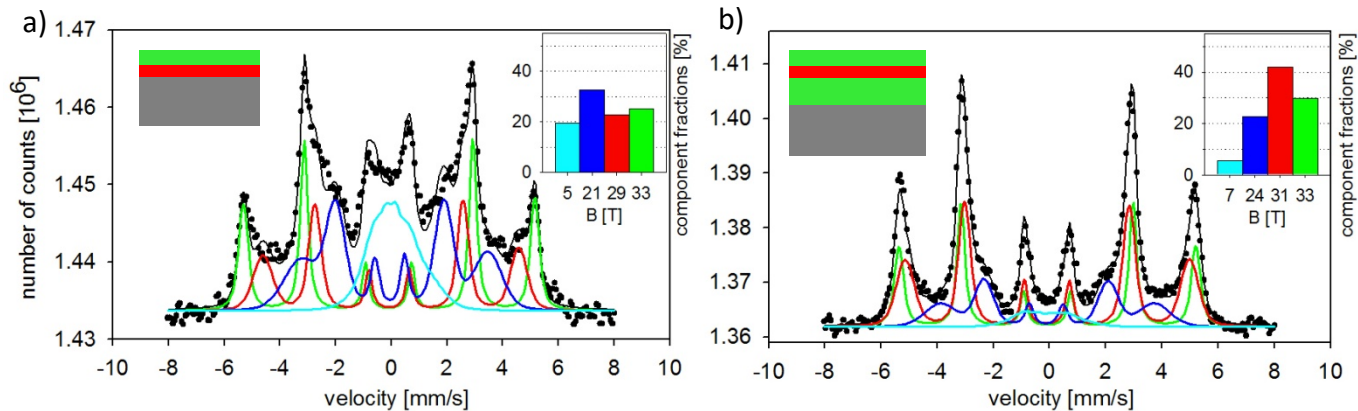 a)
number of counts [10⁶]
1.47
1.46
1.45
1.44
1.43
-10 -8 -6 -4 -2 0 2 4 6 8 10
velocity [mm/s]
component fractions [%]
40
20
0
5 21 29 33
B [T]
b)
1.41
1.40
1.39
1.38
1.37
1.36
-10 -8 -6 -4 -2 0 2 4 6 8 10
velocity [mm/s]
component fractions [%]
40
20
0
7 24 31 33
B [T]